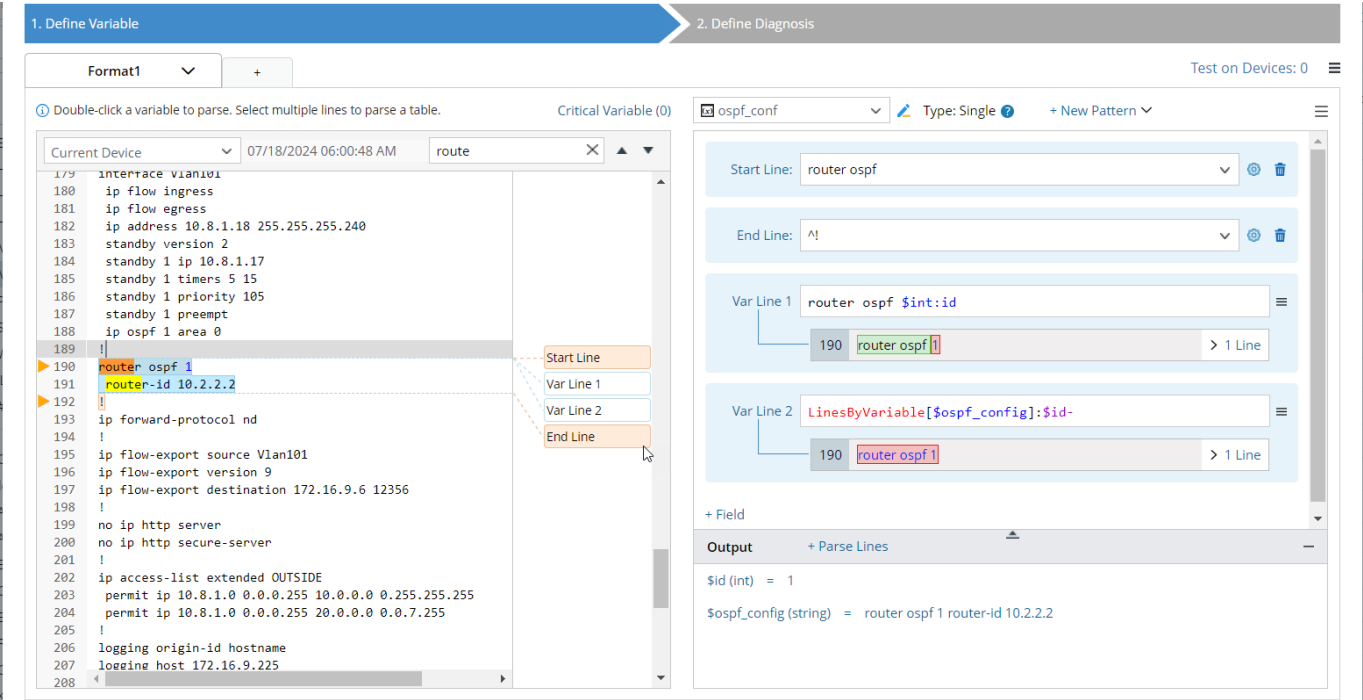 1. Define Variable
2. Define Diagnosis
Format1
+
Test on Devices: 0
Double-click a variable to parse. Select multiple lines to parse a table.
Critical Variable (0)
Current Device
07/18/2024 06:00:48 AM
route
179 interface Vlan101
180 ip flow ingress
181 ip flow egress
182 ip address 10.8.1.18 255.255.255.240
183 standby version 2
184 standby 1 ip 10.8.1.17
185 standby 1 timers 5 15
186 standby 1 priority 105
187 standby 1 preempt
188 ip ospf 1 area 0
189 !
190 router ospf 1
191 router-id 10.2.2.2
192 !
193 ip forward-protocol nd
194 !
195 ip flow-export source Vlan101
196 ip flow-export version 9
197 ip flow-export destination 172.16.9.6 12356
198 !
199 no ip http server
200 no ip http secure-server
201 !
202 ip access-list extended OUTSIDE
203 permit ip 10.8.1.0 0.0.0.255 10.0.0.0 0.255.255.255
204 permit ip 10.8.1.0 0.0.0.255 20.0.0.0 0.0.7.255
205 !
206 logging origin-id hostname
207 logging host 172.16.9.225
208
Start Line
Var Line 1
Var Line 2
End Line
ospf_conf
Type: Single ?
+ New Pattern
Start Line: router ospf
End Line: ^!
Var Line 1 router ospf $int:id
190 router ospf 1
> 1 Line
Var Line 2 LinesByVariable[$ospf_config]:$id-
190 router ospf 1
> 1 Line
+ Field
Output
+ Parse Lines
$id (int) = 1
$ospf_config (string) = router ospf 1 router-id 10.2.2.2